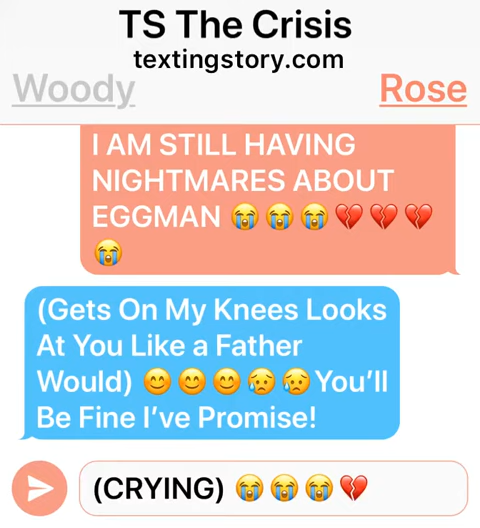 TS The Crisis
textingstory.com
Woody Rose
I AM STILL HAVING
NIGHTMARES ABOUT
EGGMAN 😭😭😭💔💔💔
😭
(Gets On My Knees Looks
At You Like a Father
Would) 😊😊😊😥😥You’ll
Be Fine I’ve Promise!
(CRYING) 😭😭😭💔